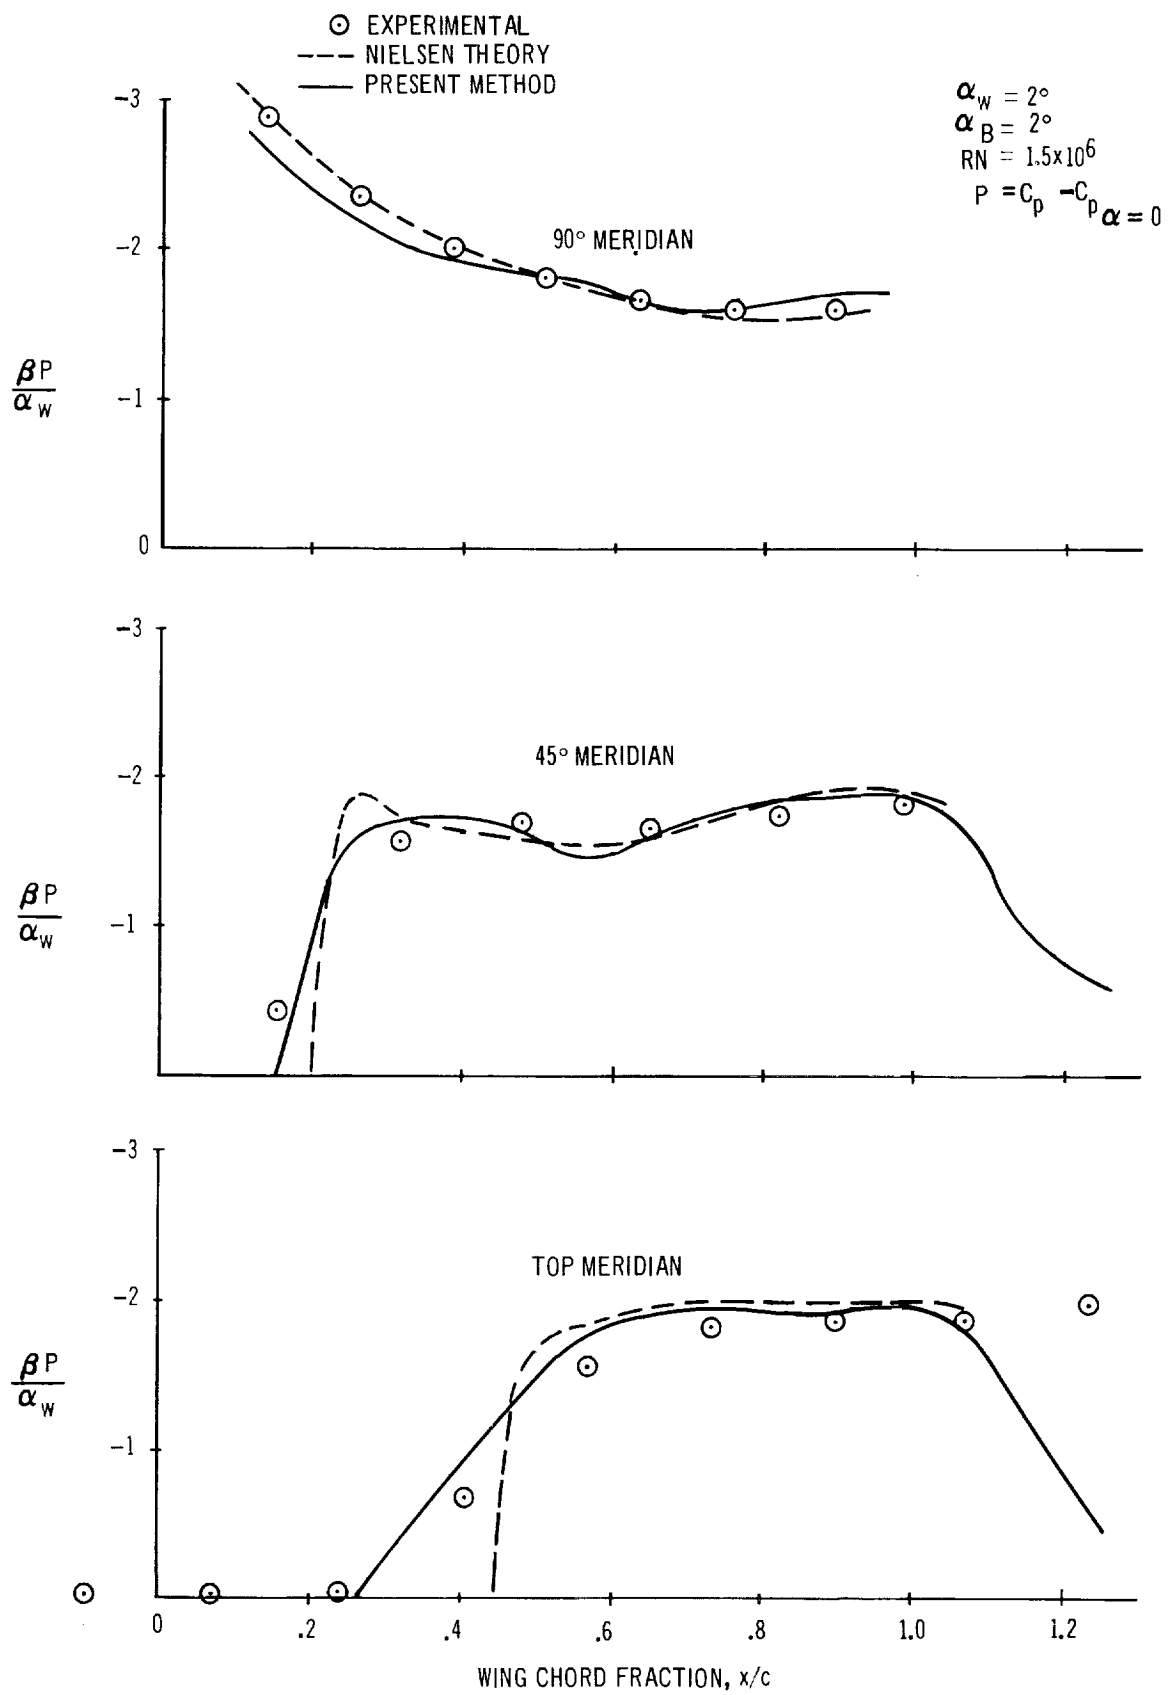 ⊙ EXPERIMENTAL
NIELSEN THEORY
PRESENT METHOD
α_W = 2°
α_B = 2°
RN = 1.5x10^6
P = C_p - C_p α = 0
-3
-2
-1
0
βP
α_W
90° MERIDIAN
-3
-2
-1
βP
α_W
45° MERIDIAN
-3
-2
-1
βP
α_W
TOP MERIDIAN
0 .2 .4 .6 .8 1.0 1.2
WING CHORD FRACTION, x/c